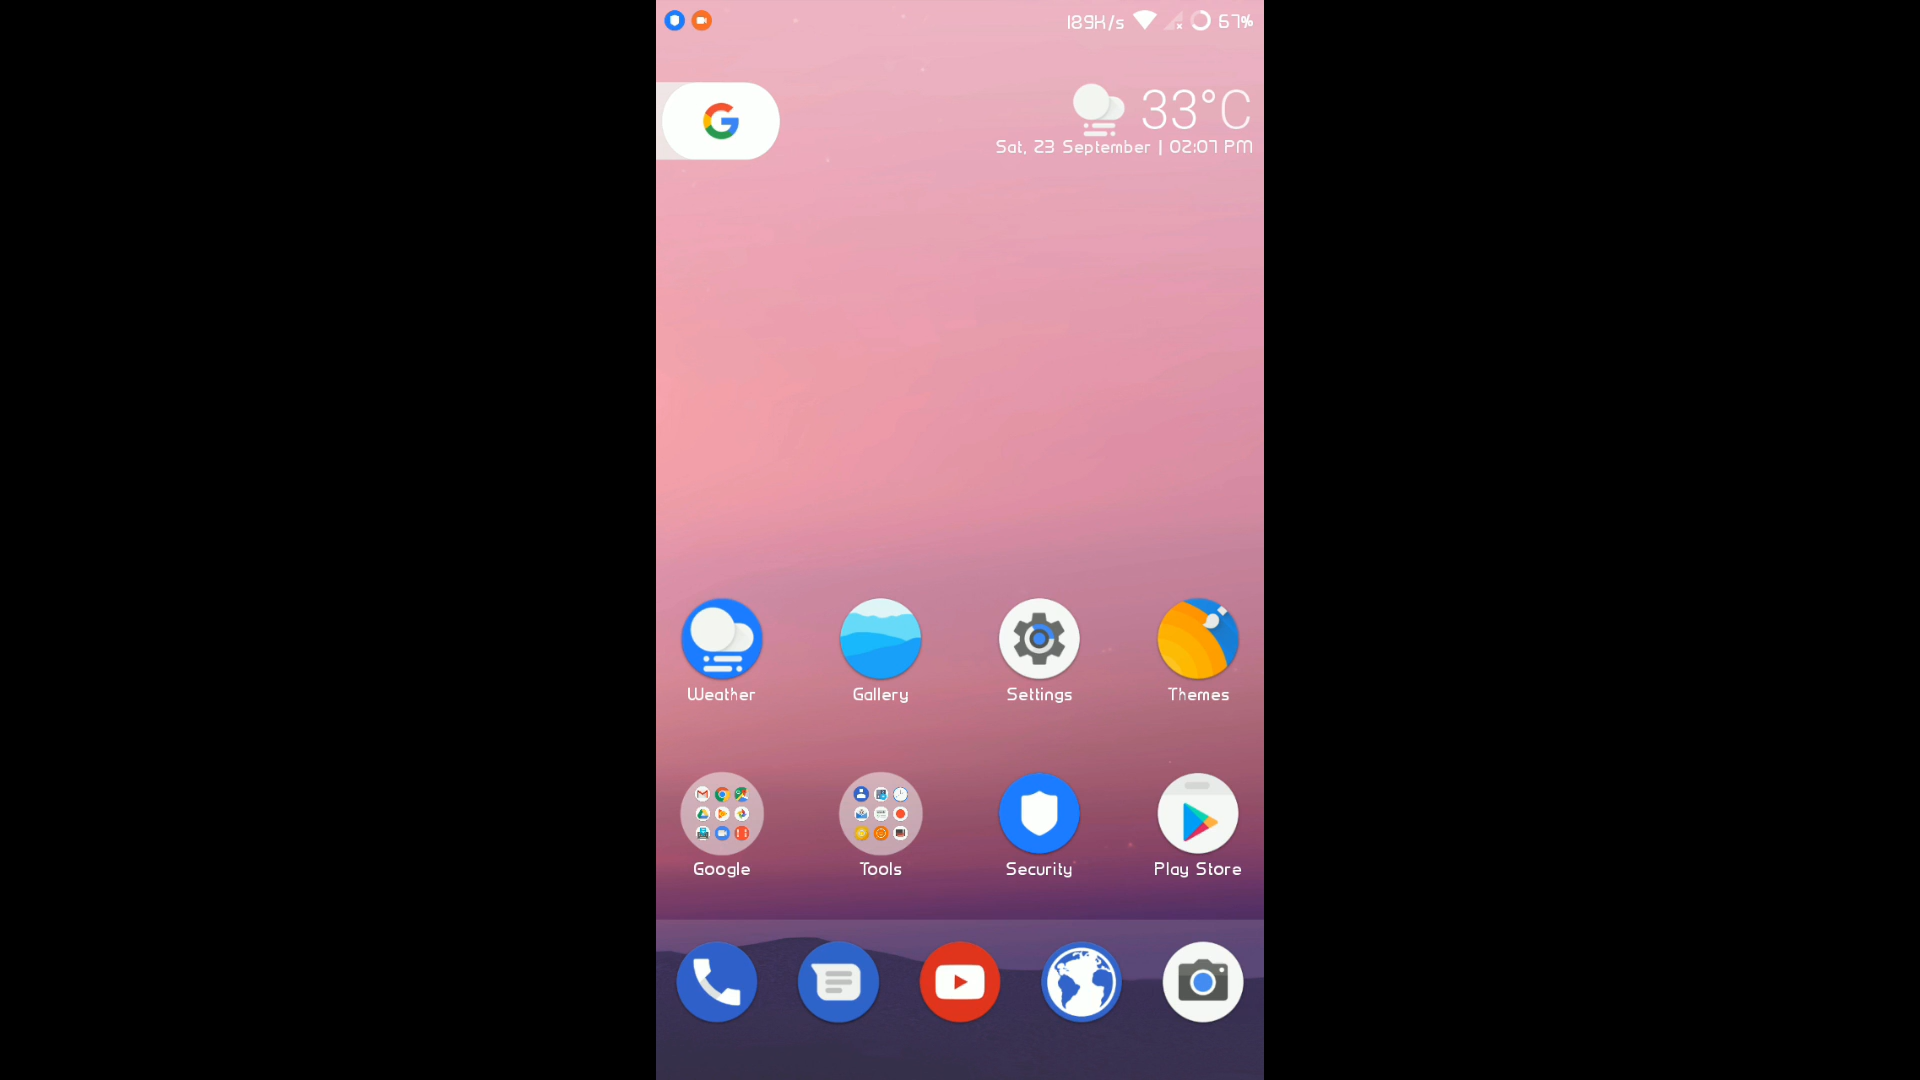 189K/s 67%
33°C
Sat, 23 September | 02:07 PM
Weather Gallery Settings Themes
Google Tools Security Play Store